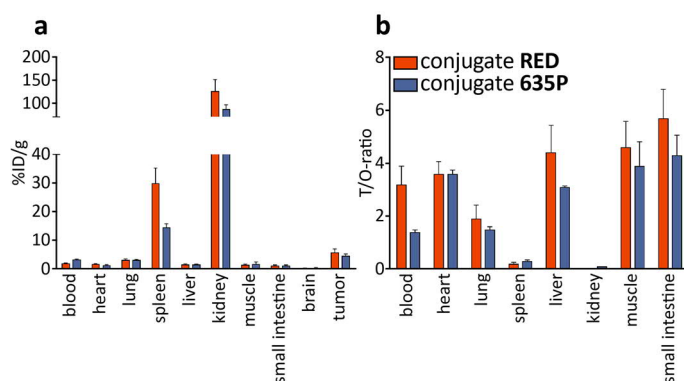 a
200
150
100
40
30
20
10
0
%ID/g
blood
heart
lung
spleen
liver
kidney
muscle
small intestine
brain
tumor
b
8
6
4
2
0
T/O-ratio
conjugate RED
conjugate 635P
blood
heart
lung
spleen
liver
kidney
muscle
small intestine